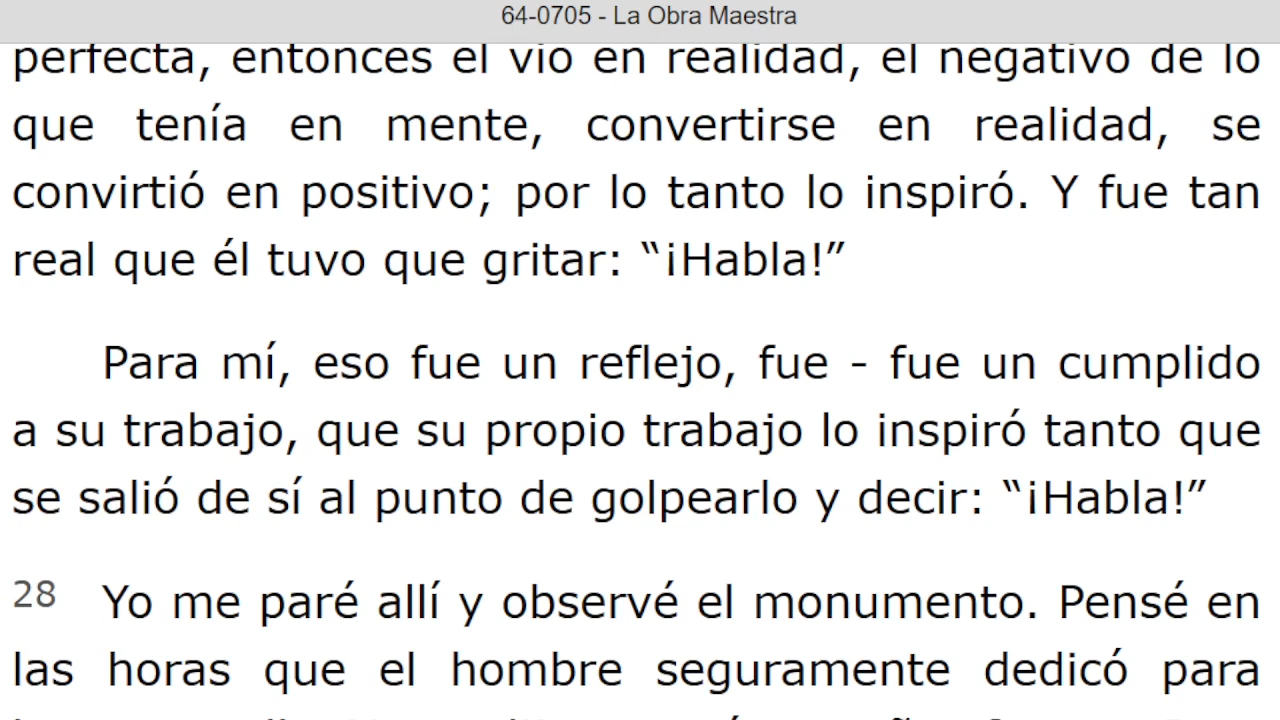 64-0705 - La Obra Maestra
perfecta, entonces él vio en realidad, el negativo de lo
que tenía en mente, convertirse en realidad, se
convirtió en positivo; por lo tanto lo inspiró. Y fue tan
real que él tuvo que gritar: “¡Habla!”
Para mí, eso fue un reflejo, fue - fue un cumplido
a su trabajo, que su propio trabajo lo inspiró tanto que
se salió de sí al punto de golpearlo y decir: “¡Habla!”
28 Yo me paré allí y observé el monumento. Pensé en
las horas que el hombre seguramente dedicó para